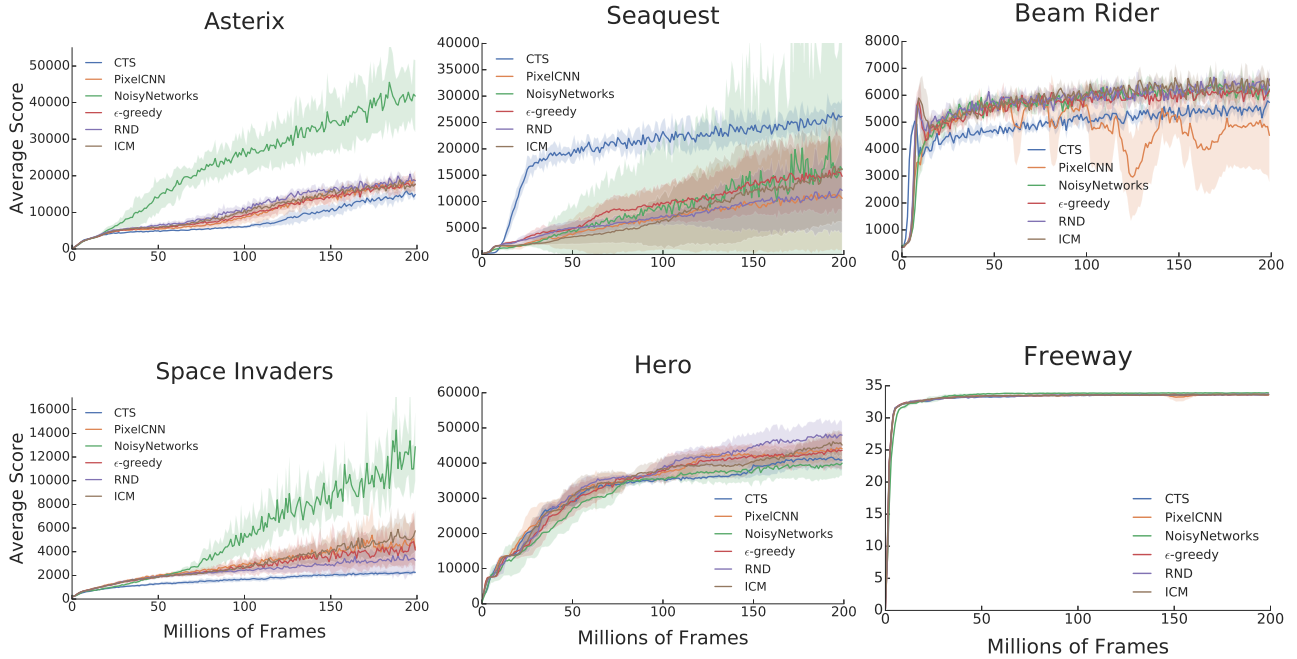 Asterix
Average Score
50000
40000
30000
20000
10000
0
0 50 100 150 200
CTS
PixelCNN
NoisyNetworks
ϵ-greedy
RND
ICM
Seaquest
40000
35000
30000
25000
20000
15000
10000
5000
0
0 50 100 150 200
CTS
PixelCNN
NoisyNetworks
ϵ-greedy
RND
ICM
Beam Rider
8000
7000
6000
5000
4000
3000
2000
1000
0
0 50 100 150 200
CTS
PixelCNN
NoisyNetworks
ϵ-greedy
RND
ICM
Space Invaders
Average Score
16000
14000
12000
10000
8000
6000
4000
2000
0
0 50 100 150 200
Millions of Frames
CTS
PixelCNN
NoisyNetworks
ϵ-greedy
RND
ICM
Hero
60000
50000
40000
30000
20000
10000
0
0 50 100 150 200
Millions of Frames
CTS
PixelCNN
NoisyNetworks
ϵ-greedy
RND
ICM
Freeway
35
30
25
20
15
10
5
0
0 50 100 150 200
Millions of Frames
CTS
PixelCNN
NoisyNetworks
ϵ-greedy
RND
ICM